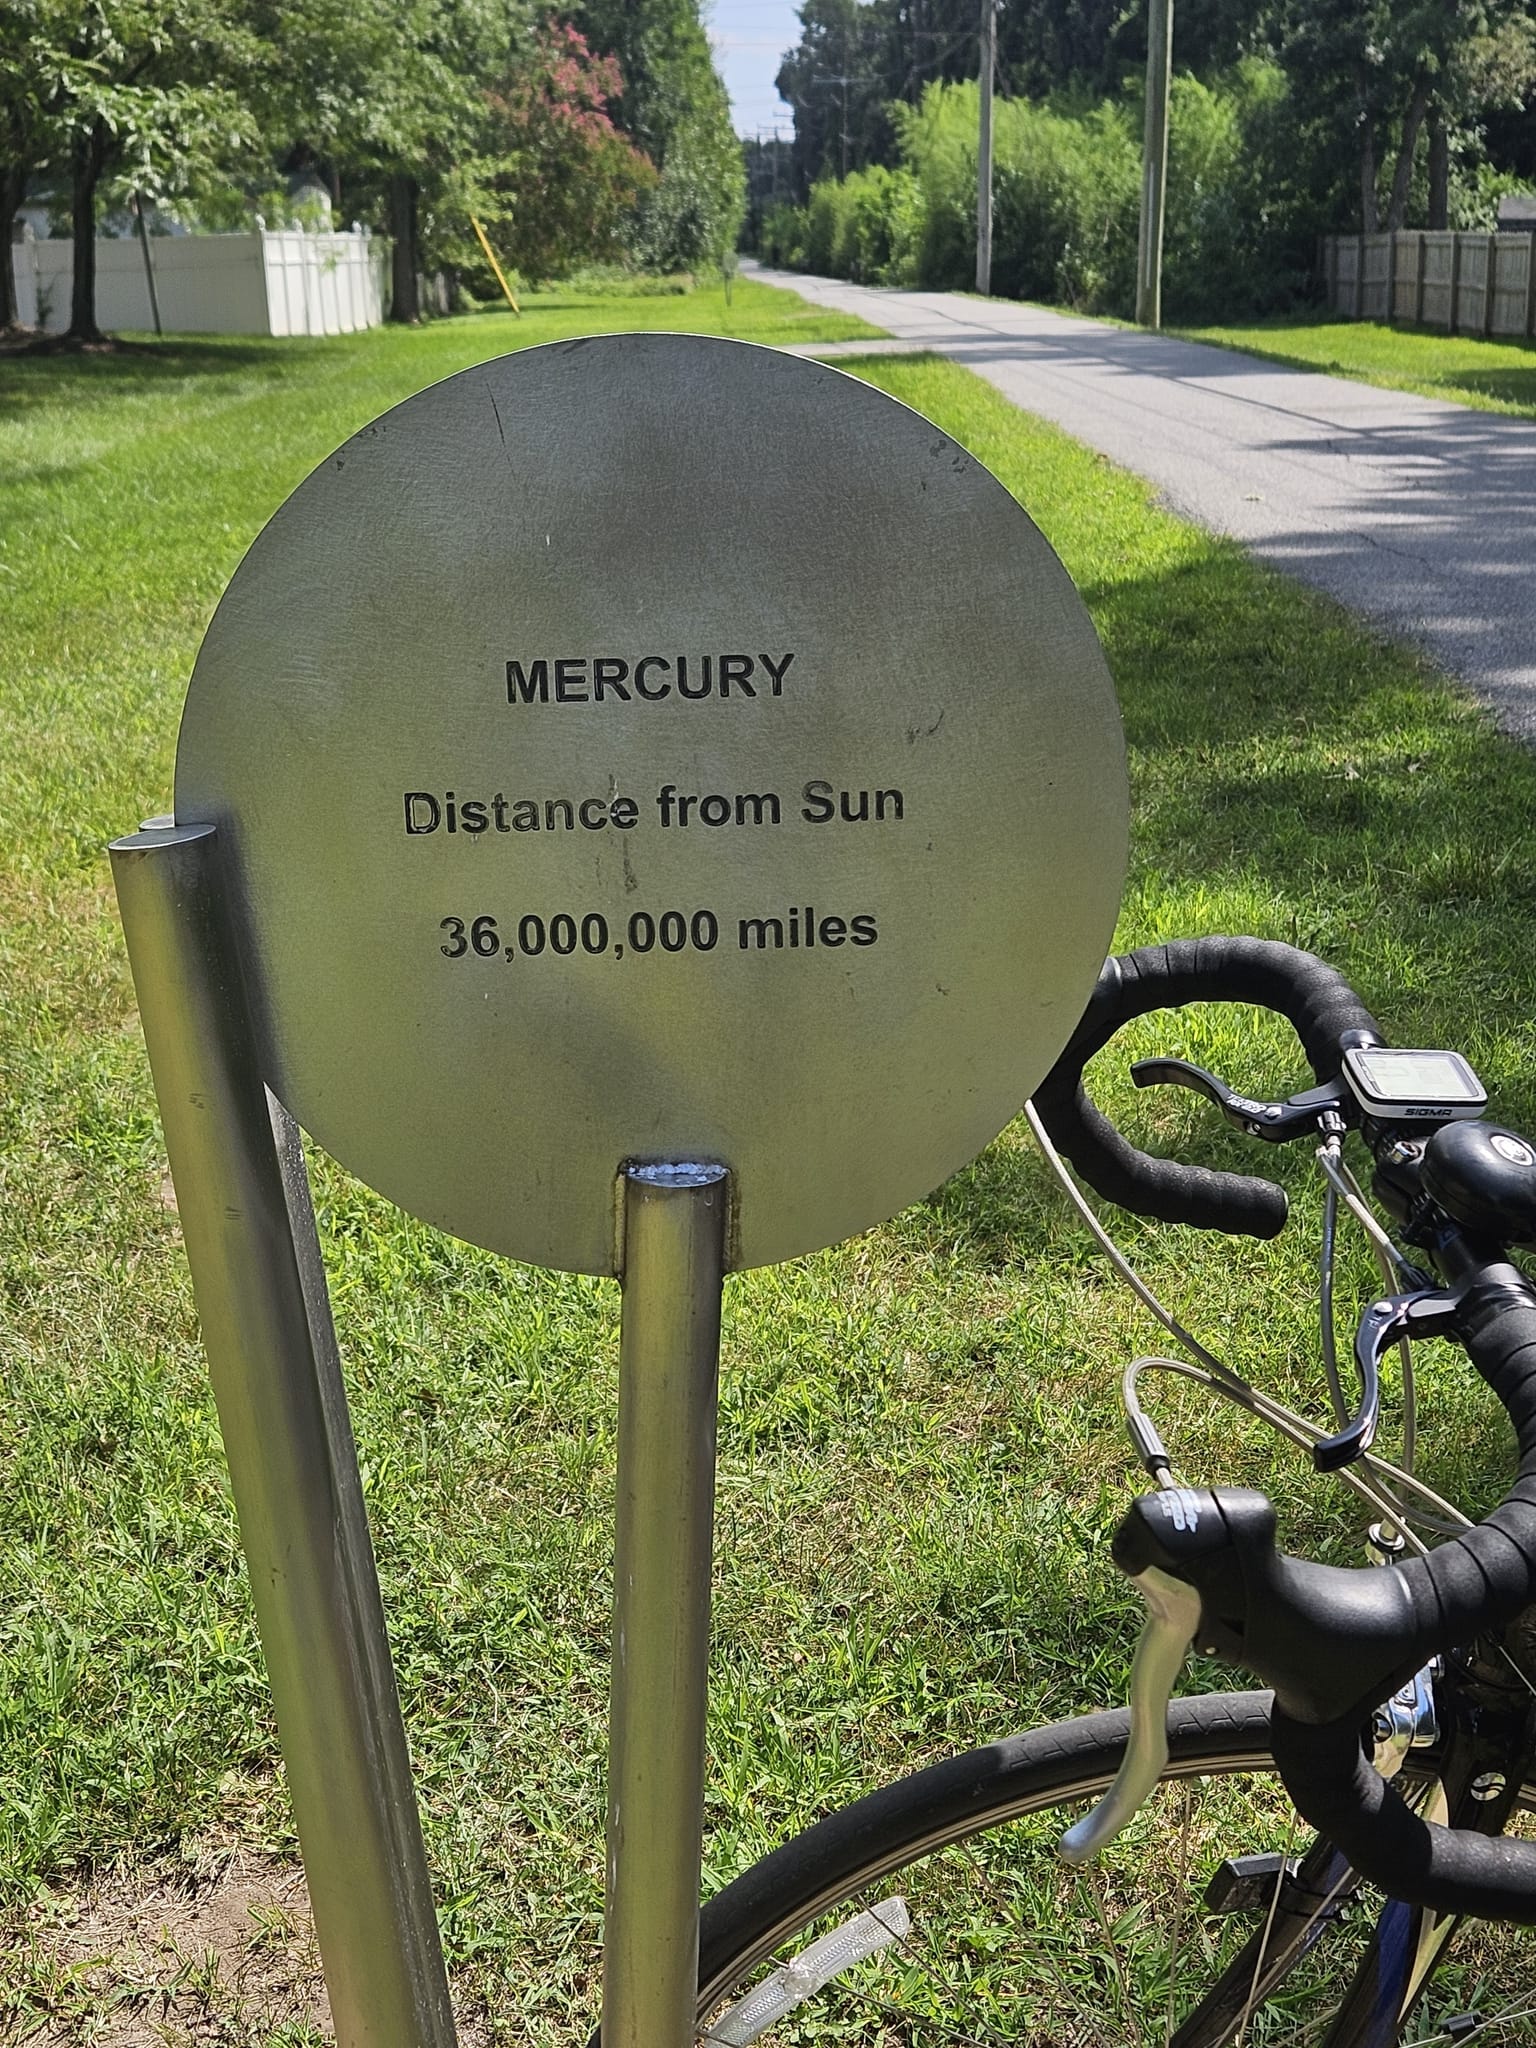 MERCURY
Distance from Sun
36,000,000 miles
SIGMA